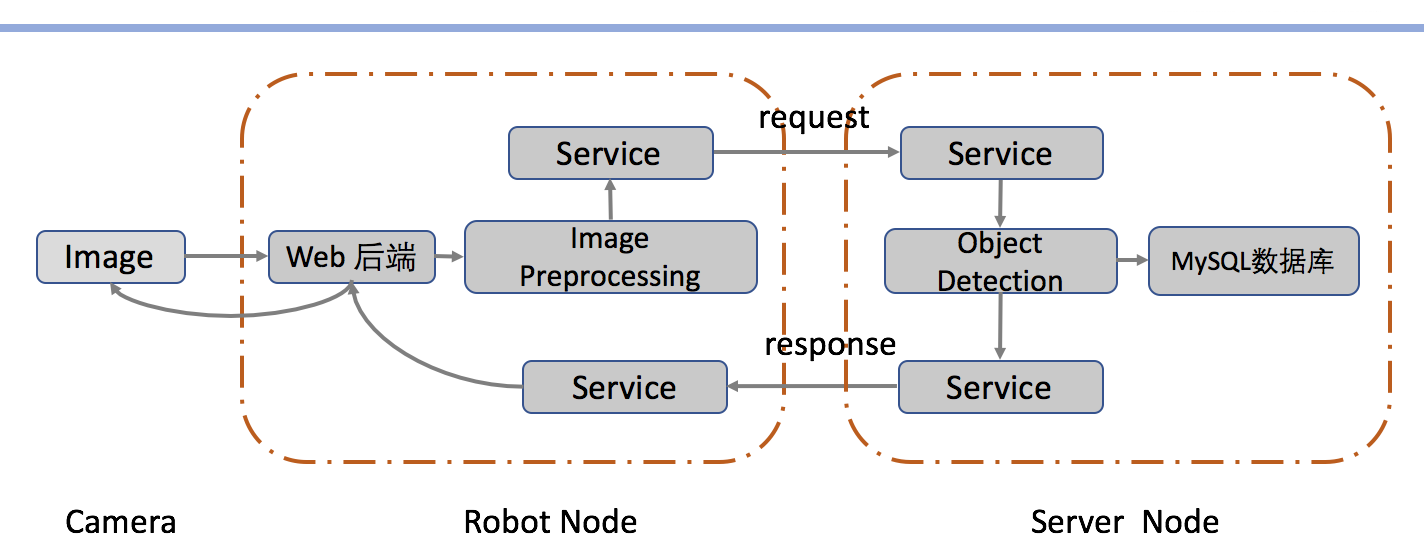 request
Service
Service
Image
Web 后端
Image
Preprocessing
Object
Detection
MySQL数据库
response
Service
Service
Camera
Robot Node
Server Node